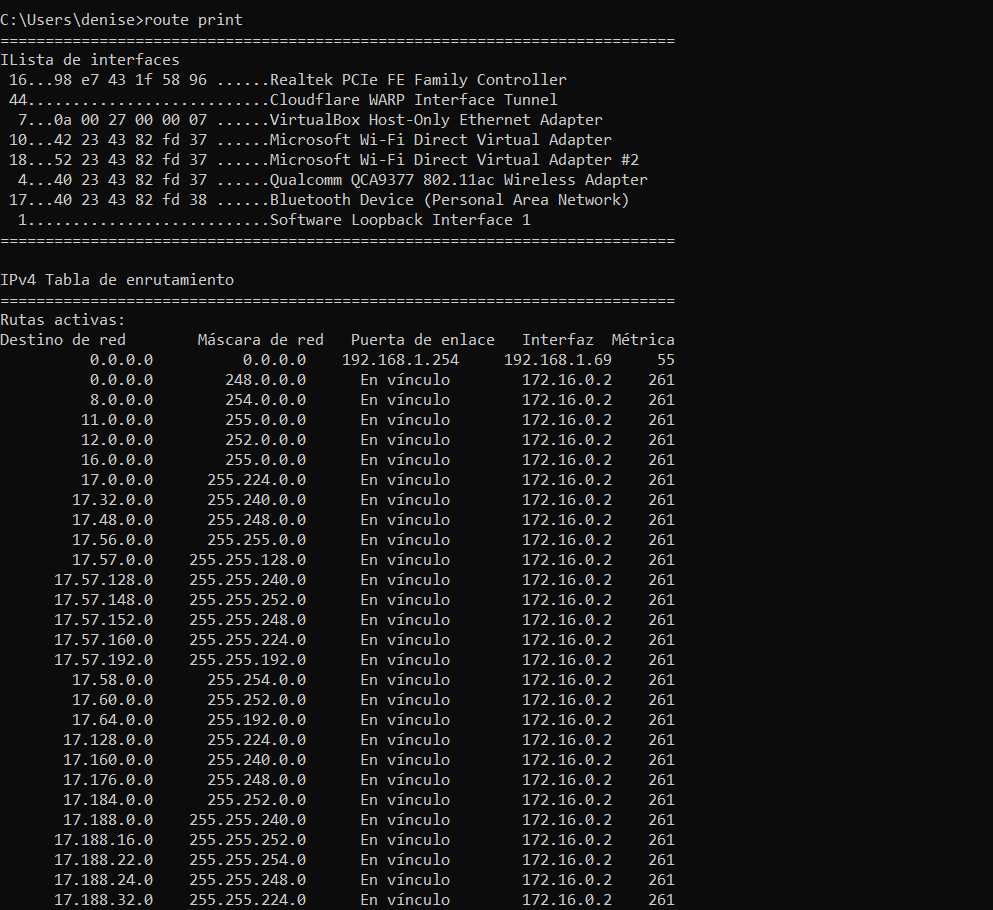 C:\Users\denise>route print
===========================================================================
ILista de interfaces
 16...98 e7 43 1f 58 96 ......Realtek PCIe FE Family Controller
 44...........................Cloudflare WARP Interface Tunnel
  7...0a 00 27 00 00 07 ......VirtualBox Host-Only Ethernet Adapter
 10...42 23 43 82 fd 37 ......Microsoft Wi-Fi Direct Virtual Adapter
 18...52 23 43 82 fd 37 ......Microsoft Wi-Fi Direct Virtual Adapter #2
  4...40 23 43 82 fd 37 ......Qualcomm QCA9377 802.11ac Wireless Adapter
 17...40 23 43 82 fd 38 ......Bluetooth Device (Personal Area Network)
  1...........................Software Loopback Interface 1
===========================================================================
IPv4 Tabla de enrutamiento
===========================================================================
Rutas activas:
Destino de red        Máscara de red   Puerta de enlace   Interfaz  Métrica
          0.0.0.0          0.0.0.0    192.168.1.254     192.168.1.69     55
          0.0.0.0        248.0.0.0      En vínculo        172.16.0.2    261
          8.0.0.0        254.0.0.0      En vínculo        172.16.0.2    261
         11.0.0.0        255.0.0.0      En vínculo        172.16.0.2    261
         12.0.0.0        252.0.0.0      En vínculo        172.16.0.2    261
         16.0.0.0        255.0.0.0      En vínculo        172.16.0.2    261
         17.0.0.0      255.224.0.0      En vínculo        172.16.0.2    261
        17.32.0.0      255.240.0.0      En vínculo        172.16.0.2    261
        17.48.0.0      255.248.0.0      En vínculo        172.16.0.2    261
        17.56.0.0      255.255.0.0      En vínculo        172.16.0.2    261
        17.57.0.0    255.255.128.0      En vínculo        172.16.0.2    261
      17.57.128.0    255.255.240.0      En vínculo        172.16.0.2    261
      17.57.148.0    255.255.252.0      En vínculo        172.16.0.2    261
      17.57.152.0    255.255.248.0      En vínculo        172.16.0.2    261
      17.57.160.0    255.255.224.0      En vínculo        172.16.0.2    261
      17.57.192.0    255.255.192.0      En vínculo        172.16.0.2    261
        17.58.0.0      255.254.0.0      En vínculo        172.16.0.2    261
        17.60.0.0      255.252.0.0      En vínculo        172.16.0.2    261
        17.64.0.0      255.192.0.0      En vínculo        172.16.0.2    261
       17.128.0.0      255.224.0.0      En vínculo        172.16.0.2    261
       17.160.0.0      255.240.0.0      En vínculo        172.16.0.2    261
       17.176.0.0      255.248.0.0      En vínculo        172.16.0.2    261
       17.184.0.0      255.252.0.0      En vínculo        172.16.0.2    261
       17.188.0.0    255.255.240.0      En vínculo        172.16.0.2    261
      17.188.16.0    255.255.252.0      En vínculo        172.16.0.2    261
      17.188.22.0    255.255.254.0      En vínculo        172.16.0.2    261
      17.188.24.0    255.255.248.0      En vínculo        172.16.0.2    261
      17.188.32.0    255.255.224.0      En vínculo        172.16.0.2    261